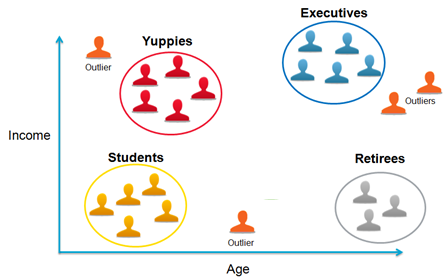 Executives
Yuppies
Outlier
Outliers
Income
Students
Retirees
Outlier
Age